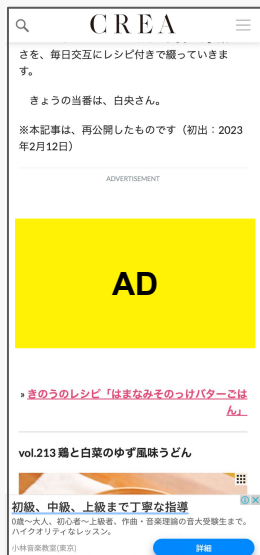 CREA
さを、毎日交互にレシピ付きで綴っていきま
す。
きょうの当番は、白央さん。
※本記事は、再公開したものです（初出：2023
年2月12日）
ADVERTISEMENT
AD
» きのうのレシピ「はまなみそのっけバターごは
ん」
vol.213 鶏と白菜のゆず風味うどん
初級、中級、上級まで丁寧な指導
0歳〜大人、初心者〜上級者、作曲・音楽理論の音大受験生まで。
ハイクオリティなレッスン。
小林音楽教室(東京)
詳細